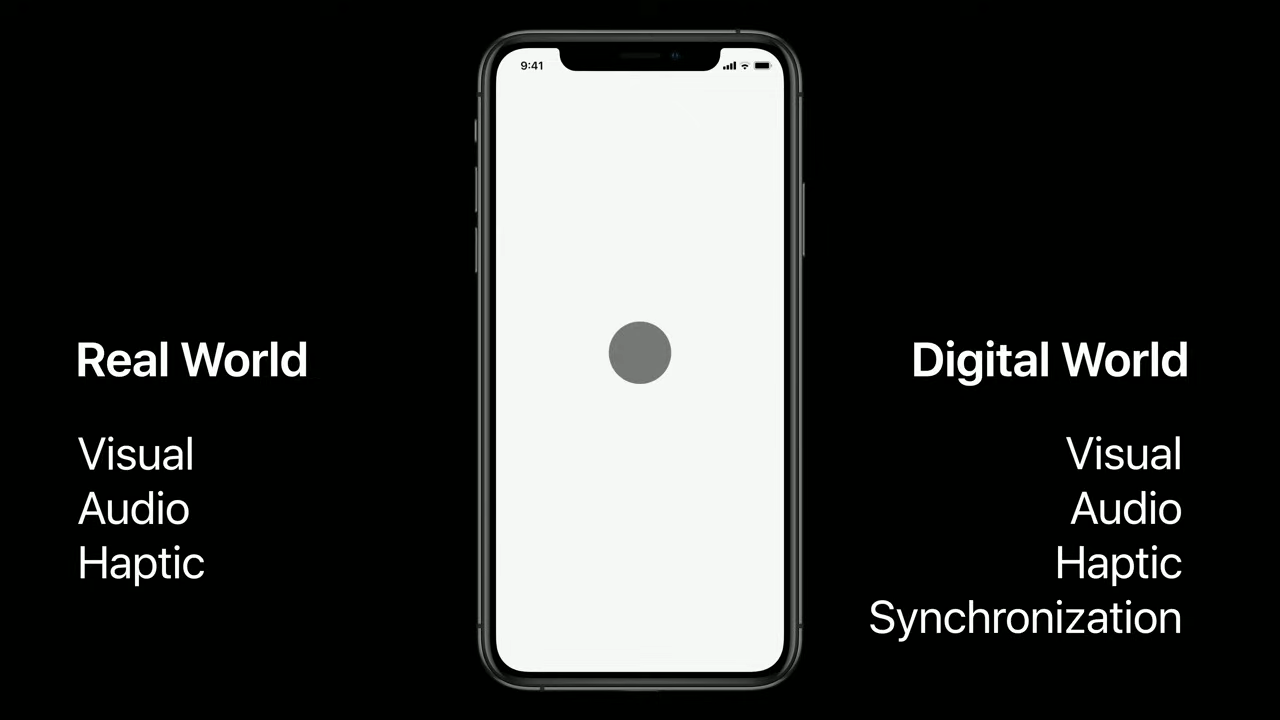 9:41
Real World
Visual
Audio
Haptic
Digital World
Visual
Audio
Haptic
Synchronization